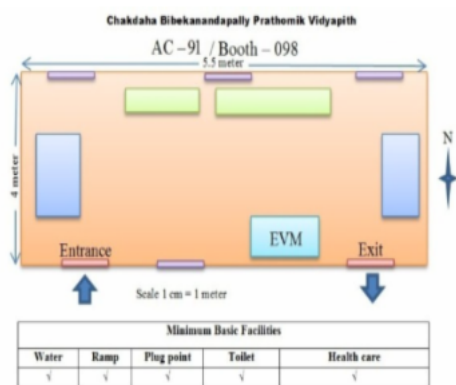 Chakdaha Bibekanandapally Prathomik Vidyapith
AC – 91 / Booth – 098
5.5 meter
4 meter
N
Entrance
EVM
Exit
Scale 1 cm = 1 meter
Minimum Basic Facilities
Water Ramp Plug point Toilet Health care
√ √ √ √ √